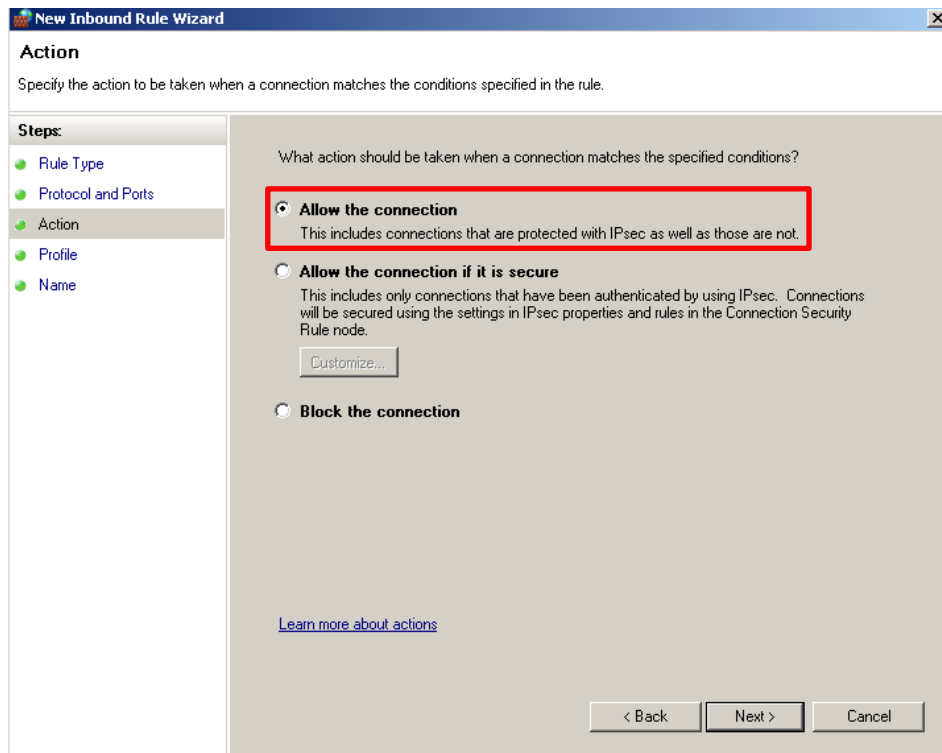 New Inbound Rule Wizard
Action
Specify the action to be taken when a connection matches the conditions specified in the rule.
Steps:
Rule Type
Protocol and Ports
Action
Profile
Name
What action should be taken when a connection matches the specified conditions?
Allow the connection
This includes connections that are protected with IPsec as well as those are not.
Allow the connection if it is secure
This includes only connections that have been authenticated by using IPsec. Connections
will be secured using the settings in IPsec properties and rules in the Connection Security
Rule node.
Customize...
Block the connection
Learn more about actions
< Back
Next >
Cancel